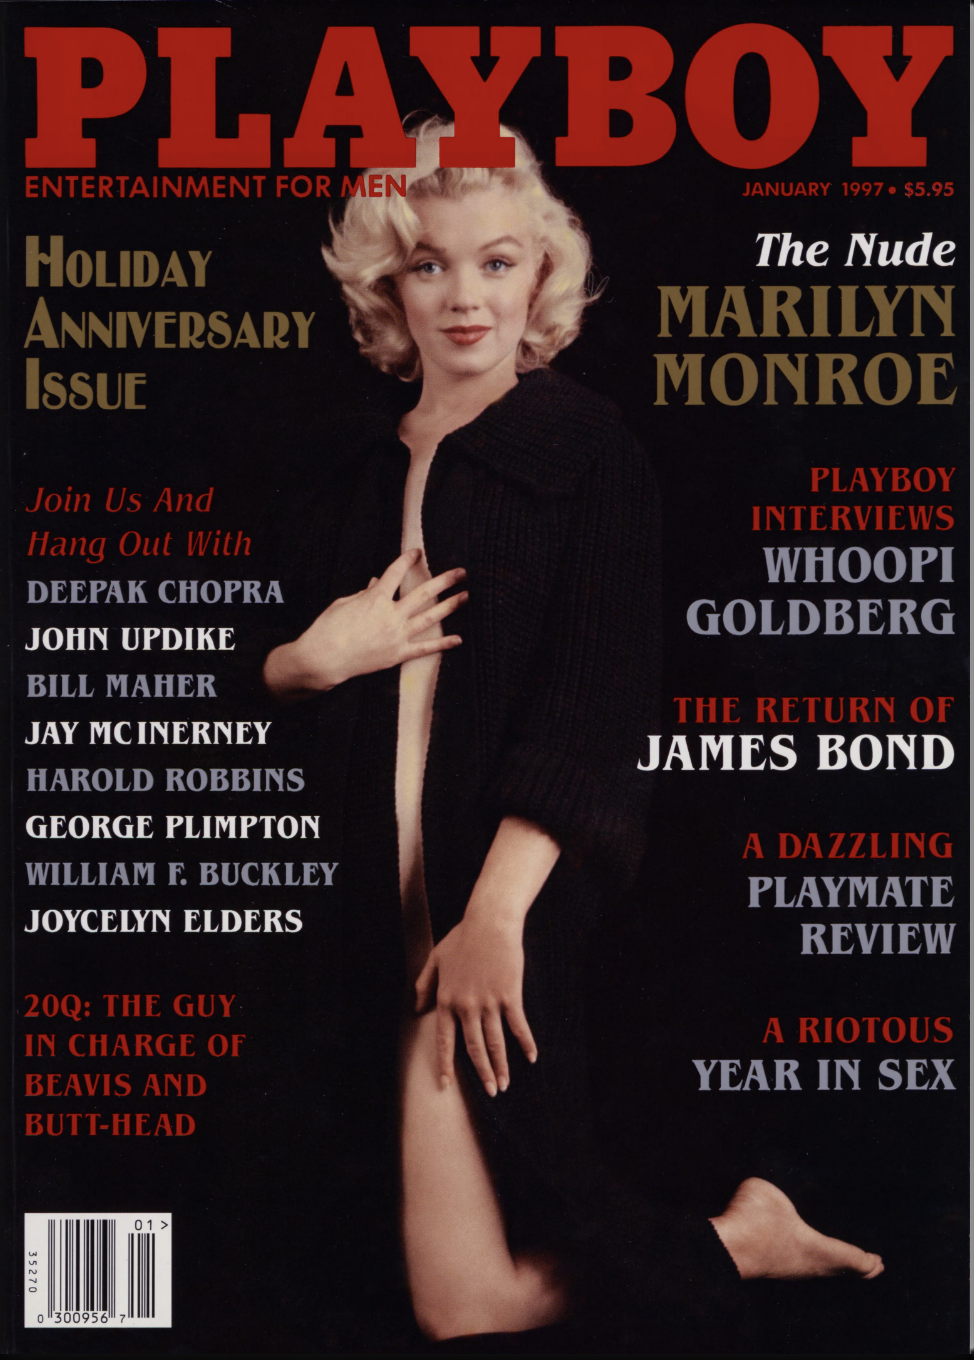 PLAYBOY
ENTERTAINMENT FOR MEN
JANUARY 1997 • $5.95
HOLIDAY
ANNIVERSARY
ISSUE
The Nude
MARILYN
MONROE
Join Us And
Hang Out With
DEEPAK CHOPRA
JOHN UPDIKE
BILL MAHER
JAY MCINERNEY
HAROLD ROBBINS
GEORGE PLIMPTON
WILLIAM F. BUCKLEY
JOYCELYN ELDERS
20Q: THE GUY
IN CHARGE OF
BEAVIS AND
BUTT-HEAD
PLAYBOY
INTERVIEWS
WHOOPI
GOLDBERG
THE RETURN OF
JAMES BOND
A DAZZLING
PLAYMATE
REVIEW
A RIOTOUS
YEAR IN SEX
01>
35270
0 300956 7